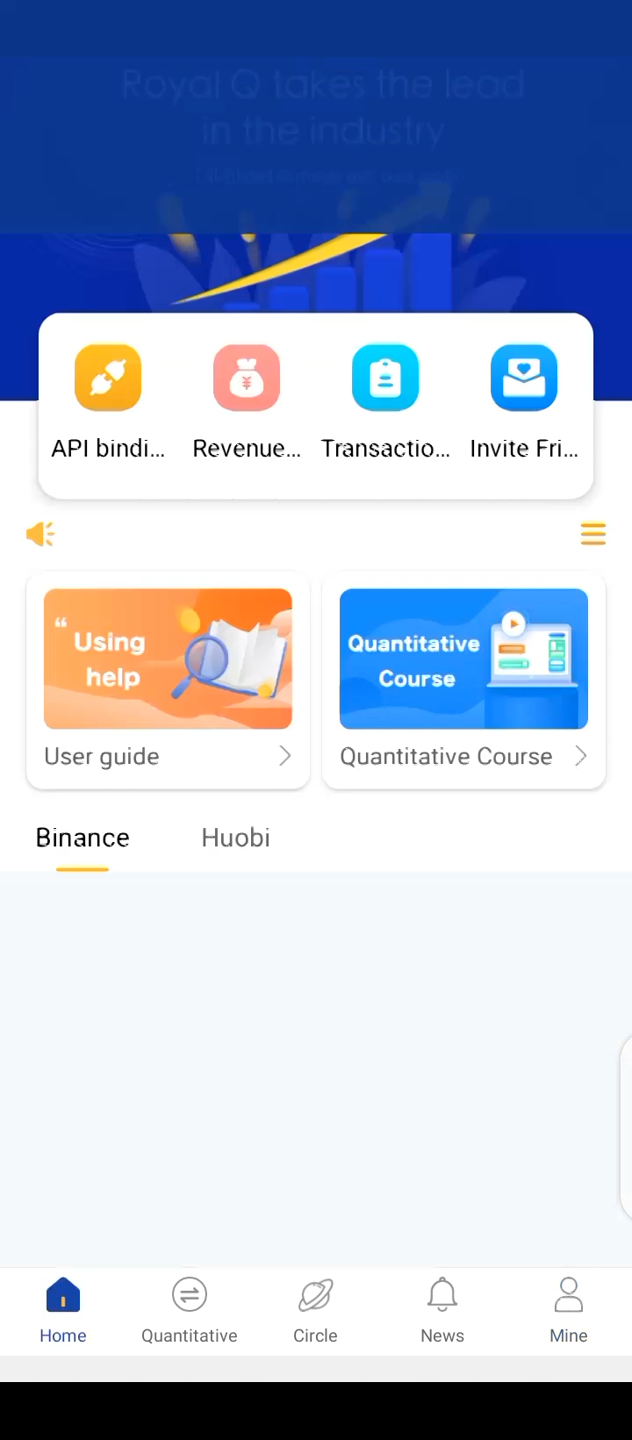 Royal Q takes the lead
in the industry
API bindi...
Revenue...
Transactio...
Invite Fri...
“ Using
help
Quantitative
Course
User guide
Quantitative Course
Binance
Huobi
Home
Quantitative
Circle
News
Mine